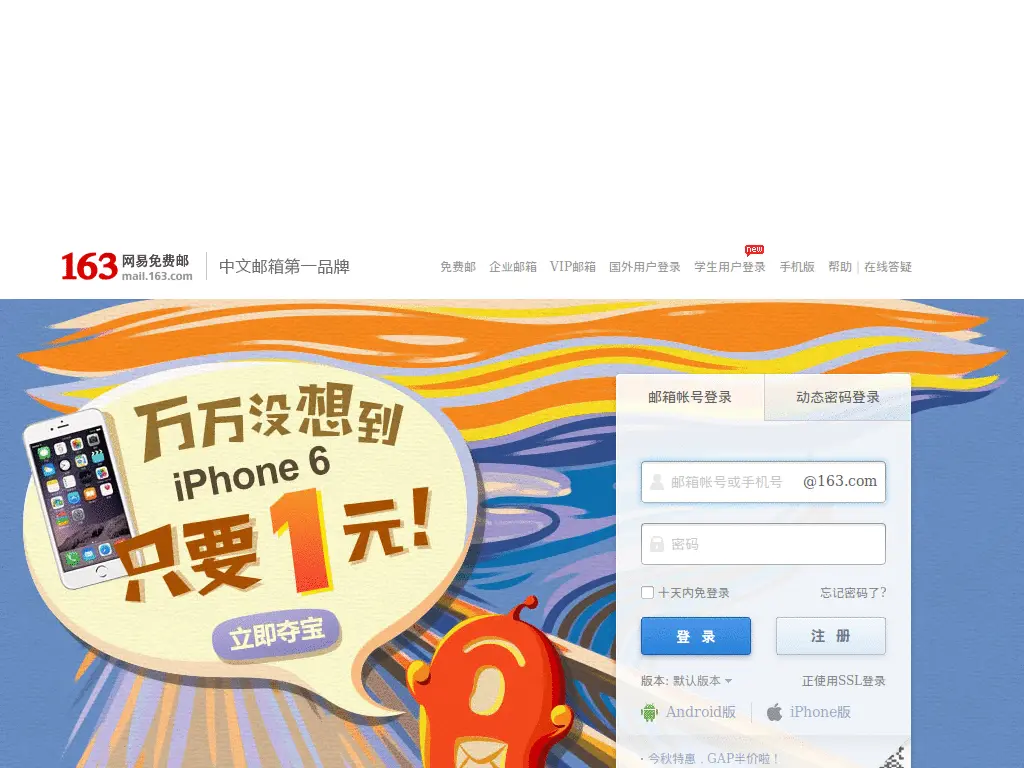 163 网易免费邮 mail.163.com 中文邮箱第一品牌
免费邮 企业邮箱 VIP邮箱 国外用户登录 学生用户登录 new 手机版 帮助 | 在线答疑
万万没想到
iPhone 6
只要1元!
立即夺宝
邮箱帐号登录 动态密码登录
邮箱帐号或手机号 @163.com
密码
十天内免登录 忘记密码了?
登 录 注 册
版本: 默认版本 正使用SSL登录
Android版 iPhone版
· 今秋特惠，GAP半价啦！